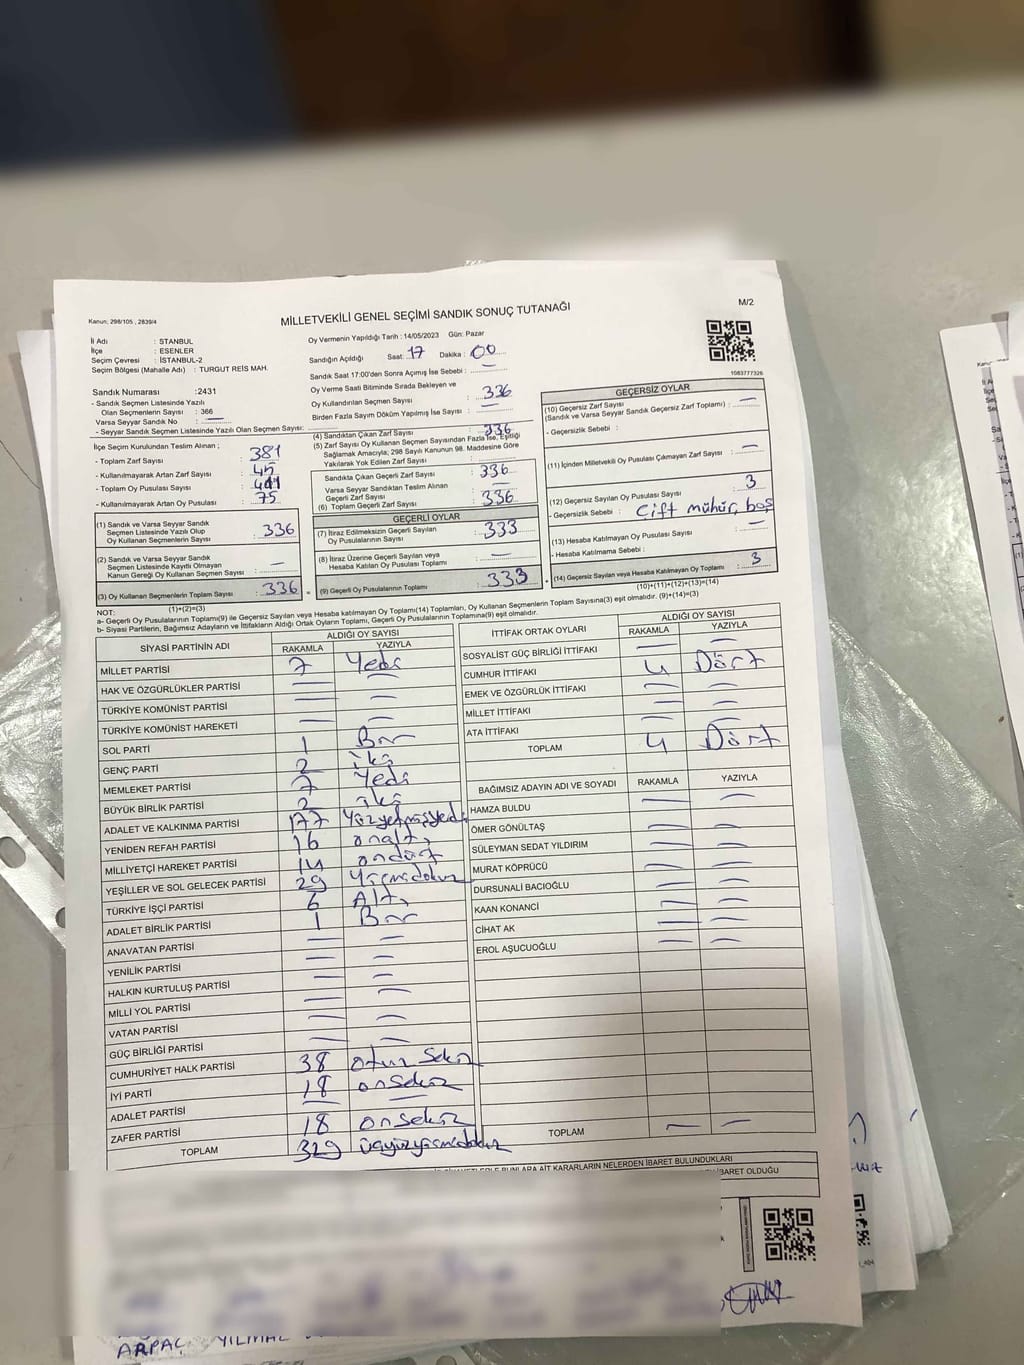 M/2
Kanun; 298/105 , 2839/4
MİLLETVEKİLİ GENEL SEÇİMİ SANDIK SONUÇ TUTANAĞI
İl Adı : STANBUL
İlçe : ESENLER
Seçim Çevresi : İSTANBUL-2
Seçim Bölgesi (Mahalle Adı) : TURGUT REİS MAH.
Oy Vermenin Yapıldığı Tarih : 14/05/2023 Gün: Pazar
Sandığın Açıldığı Saat: 17 Dakika : 00
Sandık Saat 17:00'den Sonra Açımış İse Sebebi : —
Oy Verme Saati Bitiminde Sırada Bekleyen ve
Oy Kullandırılan Seçmen Sayısı : 336
Birden Fazla Sayım Döküm Yapılmış İse Sayısı : —
1083777326
Sandık Numarası :2431
- Sandık Seçmen Listesinde Yazılı
Olan Seçmenlerin Sayısı : 366
Varsa Seyyar Sandık No : —
- Seyyar Sandık Seçmen Listesinde Yazılı Olan Seçmen Sayısı:
İlçe Seçim Kurulundan Teslim Alınan ;
- Toplam Zarf Sayısı : 381
- Kullanılmayarak Artan Zarf Sayısı : 45
- Toplam Oy Pusulası Sayısı :
- Kullanılmayarak Artan Oy Pusulası : 75
(1) Sandık ve Varsa Seyyar Sandık
Seçmen Listesinde Yazılı Olup
Oy Kullanan Seçmenlerin Sayısı : 336
(2) Sandık ve Varsa Seyyar Sandık
Seçmen Listesinde Kayıtlı Olmayan
Kanun Gereği Oy Kullanan Seçmen Sayısı : —
(3) Oy Kullanan Seçmenlerin Toplam Sayısı : 336
(1)+(2)=(3)
(4) Sandıktan Çıkan Zarf Sayısı : 336
(5) Zarf Sayısı Oy Kullanan Seçmen Sayısından Fazla İse, Eşitliği
Sağlamak Amacıyla; 298 Sayılı Kanunun 98. Maddesine Göre
Yakılarak Yok Edilen Zarf Sayısı :
Sandıkta Çıkan Geçerli Zarf Sayısı : 336
Varsa Seyyar Sandıktan Teslim Alınan
Geçerli Zarf Sayısı : —
(6) Toplam Geçerli Zarf Sayısı : 336
GEÇERLİ OYLAR
(7) İtiraz Edilmeksizin Geçerli Sayılan
Oy Pusulalarının Sayısı : 333
(8) İtiraz Üzerine Geçerli Sayılan veya
Hesaba Katılan Oy Pusulası Toplamı : —
(9) Geçerli Oy Pusulalarının Toplamı : 333
GEÇERSİZ OYLAR
(10) Geçersiz Zarf Sayısı
(Sandık ve Varsa Seyyar Sandık Geçersiz Zarf Toplamı) : —
- Geçersizlik Sebebi :
(11) İçinden Milletvekili Oy Pusulası Çıkmayan Zarf Sayısı : —
(12) Geçersiz Sayılan Oy Pusulası Sayısı : 3
- Geçersizlik Sebebi : Çift mühür, boş
(13) Hesaba Katılmayan Oy Pusulası Sayısı : —
- Hesaba Katılmama Sebebi :
(14) Geçersiz Sayılan veya Hesaba Katılmayan Oy Toplamı : 3
(10)+(11)+(12)+(13)=(14)
NOT:
a- Geçerli Oy Pusulalarının Toplamı(9) ile Geçersiz Sayılan veya Hesaba katılmayan Oy Toplamı(14) Toplamları, Oy Kullanan Seçmenlerin Toplam Sayısına(3) eşit olmalıdır. (9)+(14)=(3)
b- Siyasi Partilerin, Bağımsız Adayların ve İttifakların Aldığı Ortak Oyların Toplamı, Geçerli Oy Pusulalarının Toplamına(9) eşit olmalıdır.
SİYASİ PARTİNİN ADI ALDIĞI OY SAYISI
RAKAMLA YAZIYLA
MİLLET PARTİSİ 7 Yedi
HAK VE ÖZGÜRLÜKLER PARTİSİ — —
TÜRKİYE KOMÜNİST PARTİSİ — —
TÜRKİYE KOMÜNİST HAREKETİ — —
SOL PARTİ 1 Bir
GENÇ PARTİ 2 iki
MEMLEKET PARTİSİ 7 Yedi
BÜYÜK BİRLİK PARTİSİ 2 iki
ADALET VE KALKINMA PARTİSİ 177 Yüzyetmişyedi
YENİDEN REFAH PARTİSİ 16 onaltı
MİLLİYETÇİ HAREKET PARTİSİ 14 ondört
YEŞİLLER VE SOL GELECEK PARTİSİ 29 Yirmidokuz
TÜRKİYE İŞÇİ PARTİSİ 6 Altı
ADALET BİRLİK PARTİSİ 1 Bir
ANAVATAN PARTİSİ — —
YENİLİK PARTİSİ — —
HALKIN KURTULUŞ PARTİSİ — —
MİLLİ YOL PARTİSİ — —
VATAN PARTİSİ — —
GÜÇ BİRLİĞİ PARTİSİ — —
CUMHURİYET HALK PARTİSİ 38 otuz sekiz
İYİ PARTİ 18 onsekiz
ADALET PARTİSİ — —
ZAFER PARTİSİ 18 onsekiz
TOPLAM 329 üçyüzyirmidokuz
İTTİFAK ORTAK OYLARI ALDIĞI OY SAYISI
RAKAMLA YAZIYLA
SOSYALIST GÜÇ BİRLİĞİ İTTİFAKI — —
CUMHUR İTTİFAKI 4 Dört
EMEK VE ÖZGÜRLÜK İTTİFAKI — —
MİLLET İTTİFAKI — —
ATA İTTİFAKI — —
TOPLAM 4 Dört
BAĞIMSIZ ADAYIN ADI VE SOYADI RAKAMLA YAZIYLA
HAMZA BULDU — —
ÖMER GÖNÜLTAŞ — —
SÜLEYMAN SEDAT YILDIRIM — —
MURAT KÖPRÜCÜ — —
DURSUNALİ BACIOĞLU — —
KAAN KONANÇ — —
CİHAT AK — —
EROL AŞUCUOĞLU — —
TOPLAM — —
BUNLARA AİT KARARLARIN NELERDEN İBARET BULUNDUKLARI
İBARET OLDUĞU
ARPAÇ YILMAZ